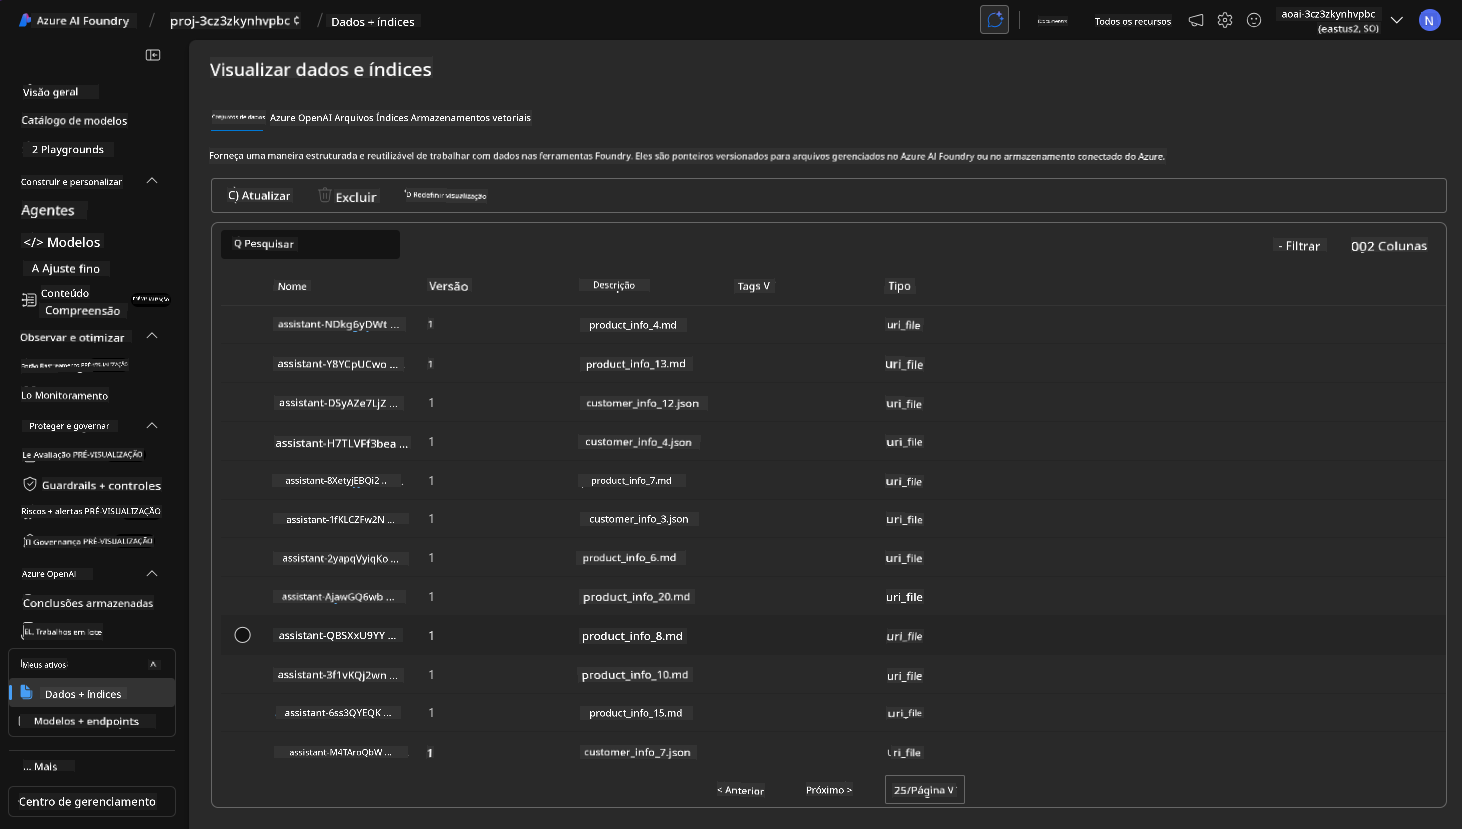 Azure AI Foundry / proj-3cz3zkynhvpbc ¢ / Dados + índices
Documento
Todos os recursos
aoai-3cz3zkynhvpbc
(eastus2, SO)
N
Visão geral
Catálogo de modelos
2 Playgrounds
Construir e personalizar
Agentes
</> Modelos
A Ajuste fino
Conteúdo
Compreensão
PRÉ-VISUALIZAÇÃO
Observar e otimizar
Rastreamento PRÉ-VISUALIZAÇÃO
Lo Monitoramento
Proteger e governar
Le Avaliação PRÉ-VISUALIZAÇÃO
Guardrails + controles
Riscos + alertas PRÉ-VISUALIZAÇÃO
Governança PRÉ-VISUALIZAÇÃO
Azure OpenAI
Conclusões armazenadas
EL. Trabalhos em lote
Meus ativos
Dados + índices
Modelos + endpoints
... Mais
Centro de gerenciamento
Visualizar dados e índices
Conjuntos de dados Azure OpenAI Arquivos Índices Armazenamentos vetoriais
Forneça uma maneira estruturada e reutilizável de trabalhar com dados nas ferramentas Foundry. Eles são ponteiros versionados para arquivos gerenciados no Azure AI Foundry ou no armazenamento conectado do Azure.
C) Atualizar Excluir 'D Redefinir visualização
Q Pesquisar - Filtrar 002 Colunas
Nome Versão Descrição Tags V Tipo
assistant-NDkg6yDWt ... 1 product_info_4.md uri_file
assistant-Y8YCpUCwo ... 1 product_info_13.md uri_file
assistant-DSyAZe7LjZ ... 1 customer_info_12.json uri_file
assistant-H7TLVFf3bea ... 1 customer_info_4.json uri_file
assistant-8XetyjEBQi2 .. 1 product_info_7.md uri_file
assistant-1fKLCZFw2N ... 1 customer_info_3.json uri_file
assistant-2yapqVyiqKo ... 1 product_info_6.md uri_file
assistant-AjawGQ6wb ... 1 product_info_20.md uri_file
assistant-QBSXxU9YY ... 1 product_info_8.md uri_file
assistant-3f1vKQj2wn ... 1 product_info_10.md uri_file
assistant-6ss3QYEQK ... 1 product_info_15.md uri_file
assistant-M4TAroQbW ... 1 customer_info_7.json uri_file
< Anterior Próximo > 25/Página V